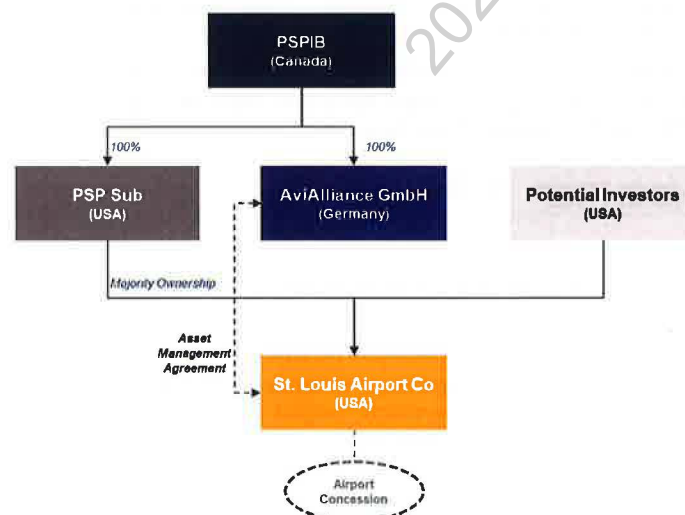 PSPIB
(Canada)
100%
100%
PSP Sub
(USA)
AviAlliance GmbH
(Germany)
Potential Investors
(USA)
Majority Ownership
Asset
Management
Agreement
St. Louis Airport Co
(USA)
Airport
Concession